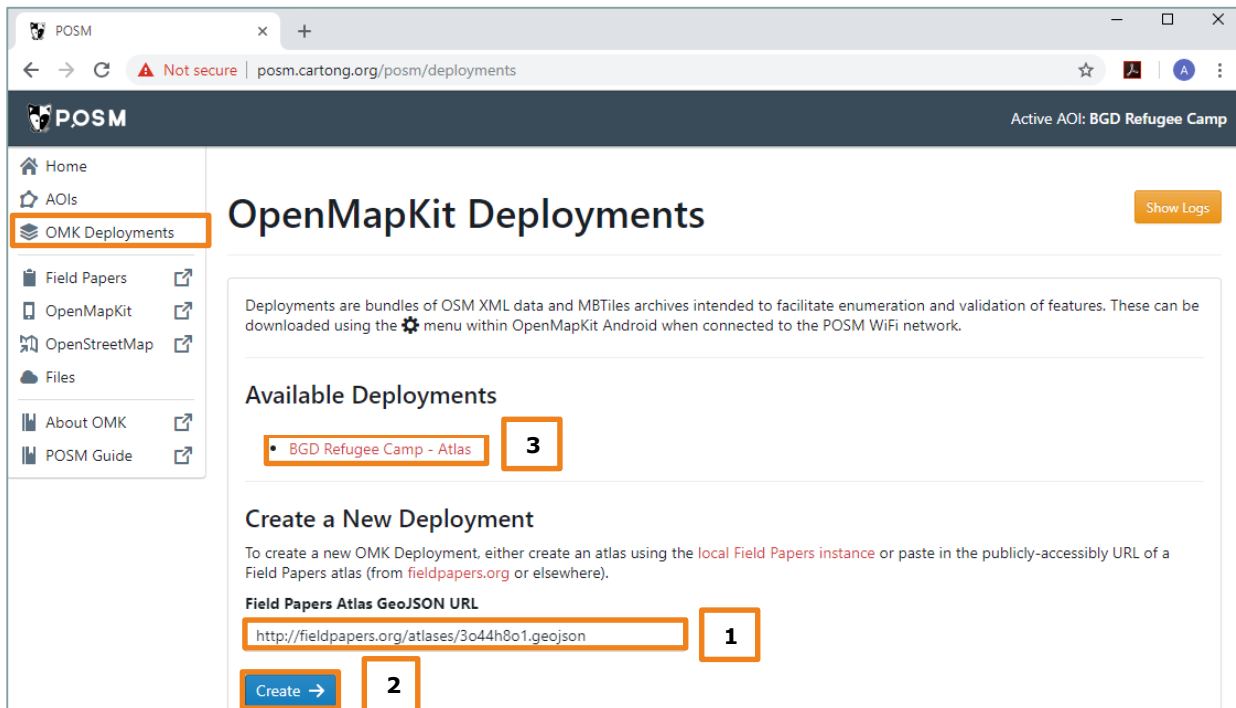 POSM
Not secure | posm.cartong.org/posm/deployments
A
POSM
Active AOI: BGD Refugee Camp
Home
AOIs
OMK Deployments
Field Papers
OpenMapKit
OpenStreetMap
Files
About OMK
POSM Guide
OpenMapKit Deployments
Show Logs
Deployments are bundles of OSM XML data and MBTiles archives intended to facilitate enumeration and validation of features. These can be
downloaded using the menu within OpenMapKit Android when connected to the POSM WiFi network.
Available Deployments
• BGD Refugee Camp - Atlas
3
Create a New Deployment
To create a new OMK Deployment, either create an atlas using the local Field Papers instance or paste in the publicly-accessibly URL of a
Field Papers atlas (from fieldpapers.org or elsewhere).
Field Papers Atlas GeoJSON URL
http://fieldpapers.org/atlases/3o44h8o1.geojson
1
Create →
2